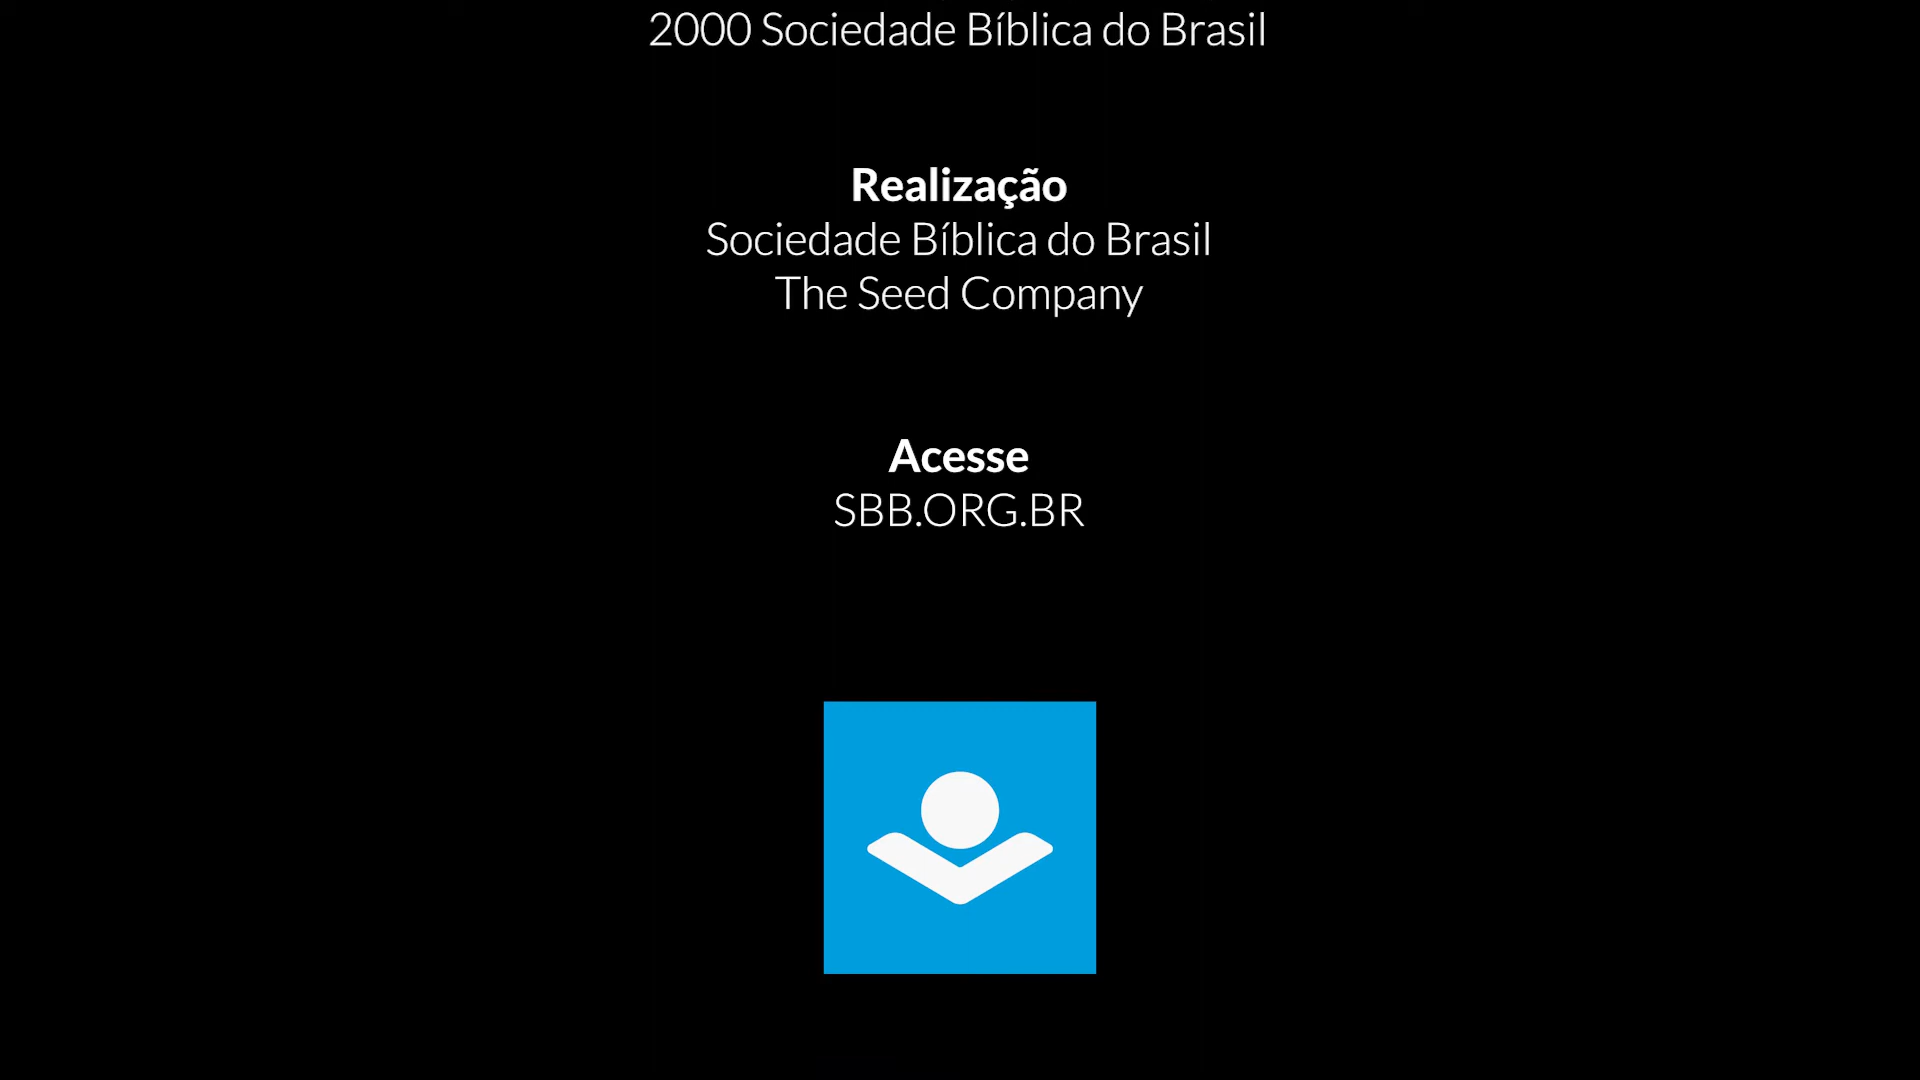 2000 Sociedade Bíblica do Brasil
Realização
Sociedade Bíblica do Brasil
The Seed Company
Acesse
SBB.ORG.BR